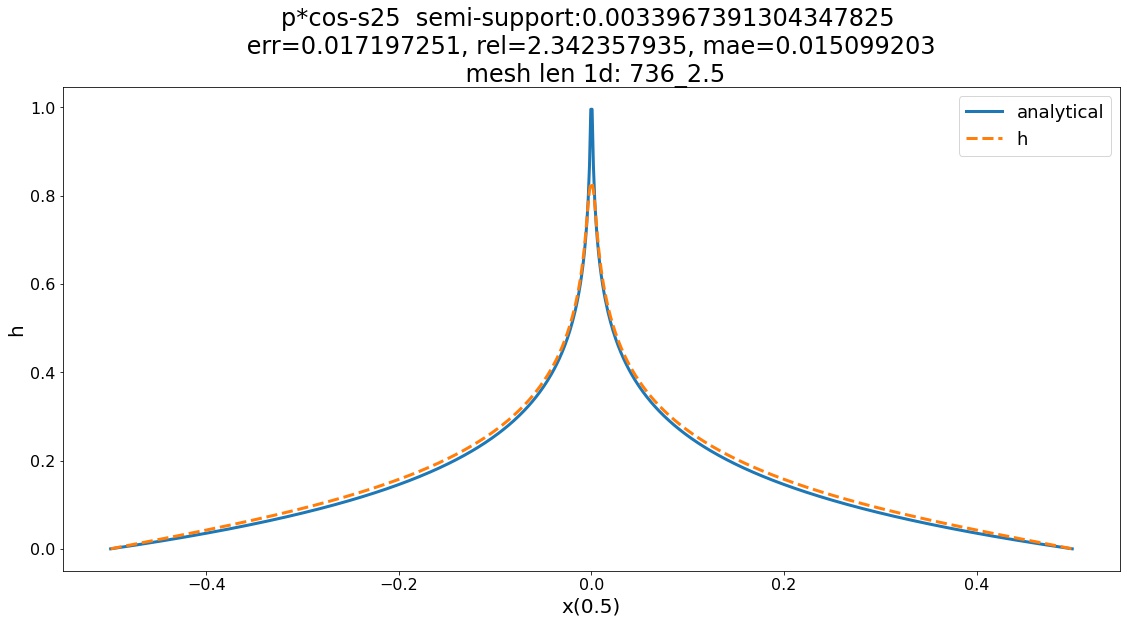 p*cos-s25  semi-support:0.0033967391304347825
err=0.017197251, rel=2.342357935, mae=0.015099203
mesh len 1d: 736_2.5
analytical
h
1.0
0.8
0.6
0.4
0.2
0.0
h
−0.4
−0.2
0.0
0.2
0.4
x(0.5)